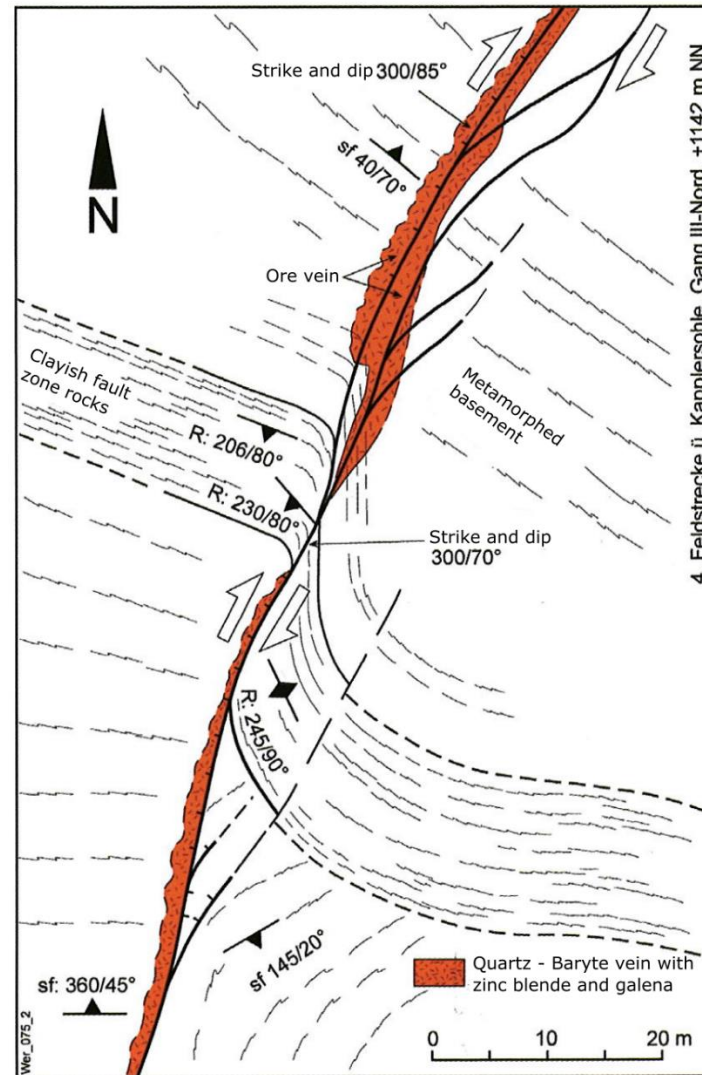 Strike and dip 300/85°
sf 40/70°
N
Ore vein
Clayish fault
zone rocks
R: 206/80°
R: 230/80°
Metamorphed
basement
Strike and dip
300/70°
R: 245/90°
sf 145/20°
sf: 360/45°
Quartz - Baryte vein with
zinc blende and galena
0 10 20 m
Wer_075_2
4. Feldstrecke ü. Kapplersohle, Gang III-Nord, +1142 m NN